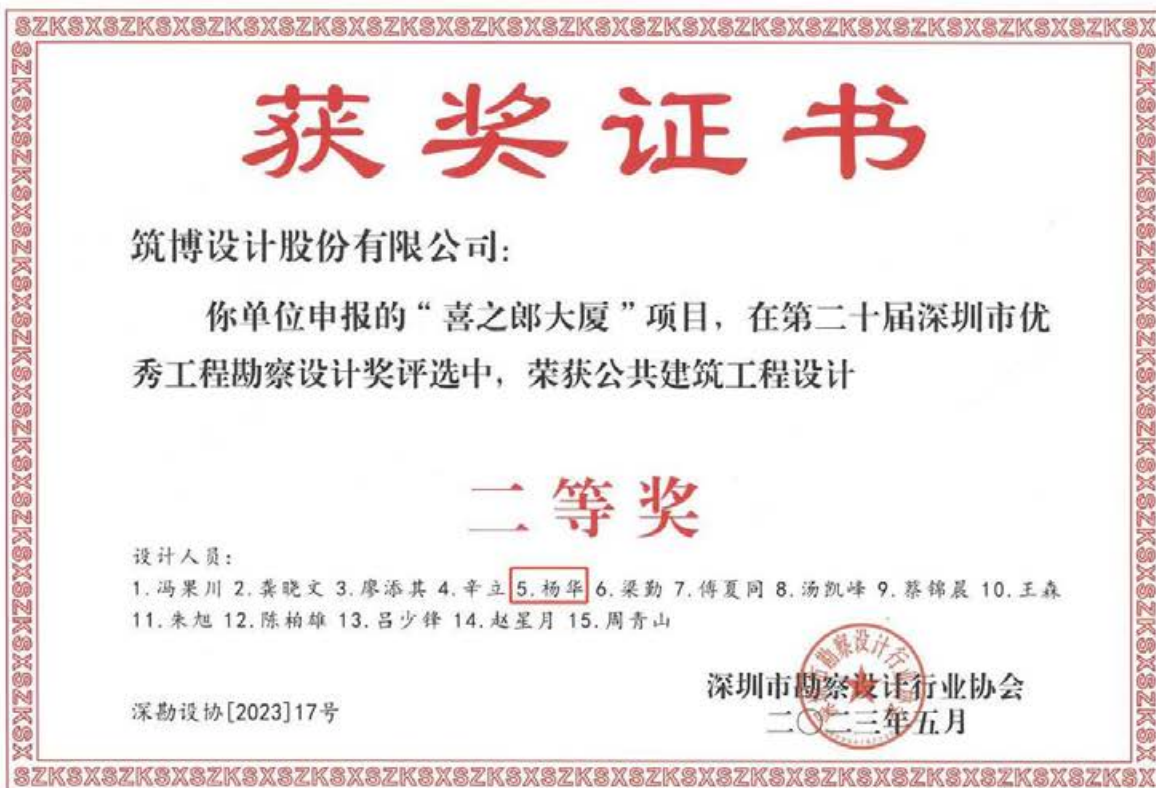 SZKSXSZKSXSZKSXSZKSXSZKSXSZKSXSZKSXSZKSXSZKSXSZKSXSZKSX
获奖证书
筑博设计股份有限公司：
你单位申报的“喜之郎大厦”项目，在第二十届深圳市优
秀工程勘察设计奖评选中，荣获公共建筑工程设计
二等奖
设计人员：
1.冯果川 2.龚晓文 3.廖添其 4.辛立 5.杨华 6.梁勤 7.傅夏同 8.汤凯峰 9.蔡锦晨 10.王森
11.朱旭 12.陈柏雄 13.吕少锋 14.赵星月 15.周青山
深圳市勘察设计行业协会
二〇二三年五月
深勘设协[2023]17号
SZKSXSZKSXSZKSXSZKSXSZKSXSZKSXSZKSXSZKSXSZKSXSZKSXSZKSX